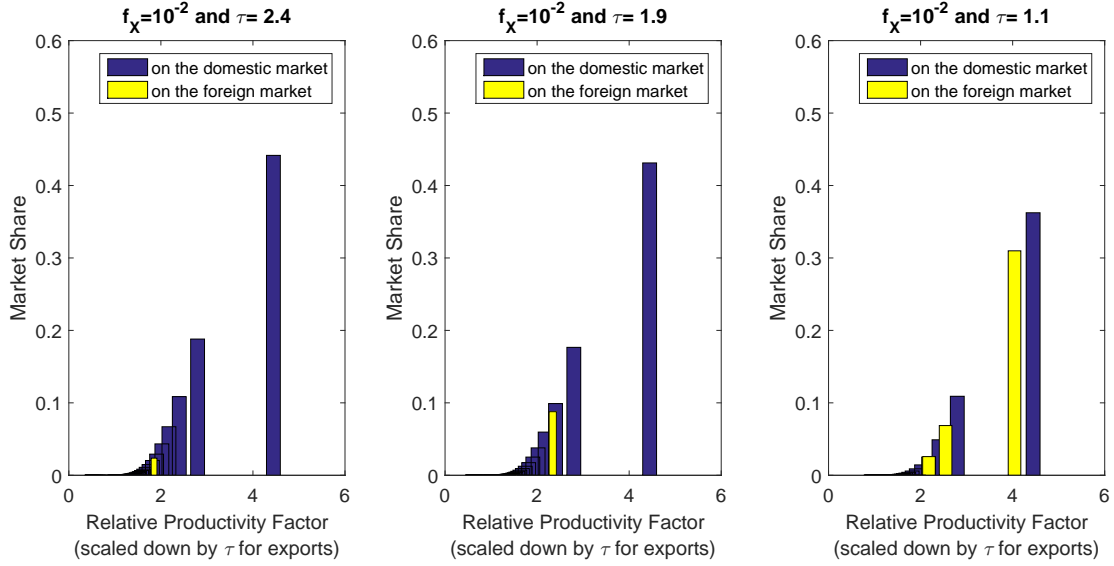 f_X=10^-2 and τ= 2.4
0.6
0.5
0.4
0.3
0.2
0.1
0
Market Share
on the domestic market
on the foreign market
0 2 4 6
Relative Productivity Factor
(scaled down by τ for exports)
f_X=10^-2 and τ= 1.9
0.6
0.5
0.4
0.3
0.2
0.1
0
Market Share
on the domestic market
on the foreign market
0 2 4 6
Relative Productivity Factor
(scaled down by τ for exports)
f_X=10^-2 and τ= 1.1
0.6
0.5
0.4
0.3
0.2
0.1
0
Market Share
on the domestic market
on the foreign market
0 2 4 6
Relative Productivity Factor
(scaled down by τ for exports)